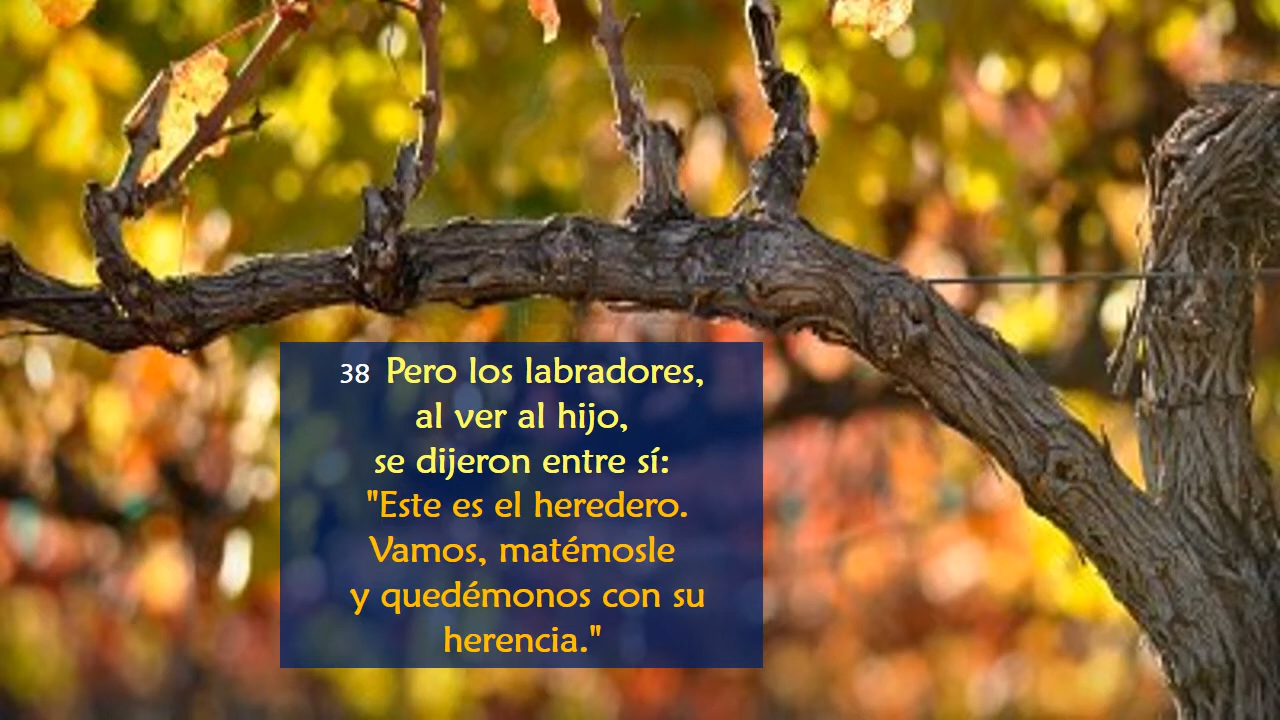 38 Pero los labradores,
al ver al hijo,
se dijeron entre sí:
"Este es el heredero.
Vamos, matémosle
y quedémonos con su
herencia."